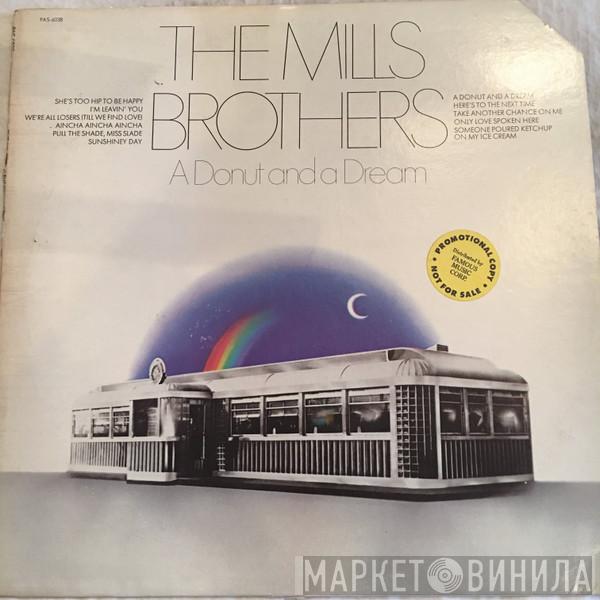 PAS-6038
THE MILLS
BROTHERS
SHE'S TOO HIP TO BE HAPPY
I'M LEAVIN' YOU
WE'RE ALL LOSERS (TILL WE FIND LOVE)
AINCHA AINCHA AINCHA
PULL THE SHADE, MISS SLADE
SUNSHINEY DAY
A DONUT AND A DREAM
HERE'S TO THE NEXT TIME
TAKE ANOTHER CHANCE ON ME
ONLY LOVE SPOKEN HERE
SOMEONE POURED KETCHUP
ON MY ICE CREAM
A Donut and a Dream
PROMOTIONAL COPY
Distributed by
FAMOUS
MUSIC
CORP.
NOT FOR SALE
МАРКЕТ ВИНИЛА